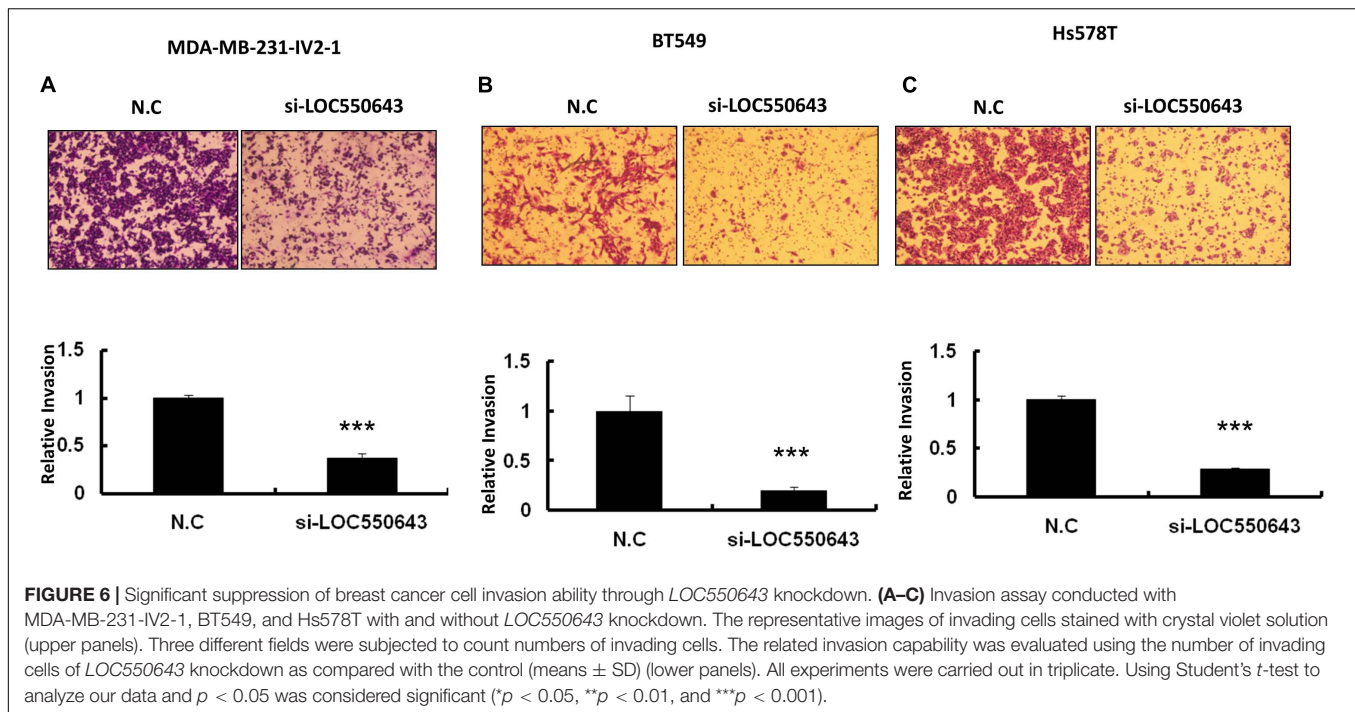 MDA-MB-231-IV2-1
BT549
Hs578T
A
B
C
N.C
si-LOC550643
N.C
si-LOC550643
N.C
si-LOC550643
Relative Invasion
1.5
1
0.5
0
***
N.C
si-LOC550643
Relative Invasion
1.5
1
0.5
0
***
N.C
si-LOC550643
Relative Invasion
1.5
1
0.5
0
***
N.C
si-LOC550643
FIGURE 6 | Significant suppression of breast cancer cell invasion ability through LOC550643 knockdown. (A–C) Invasion assay conducted with
MDA-MB-231-IV2-1, BT549, and Hs578T with and without LOC550643 knockdown. The representative images of invading cells stained with crystal violet solution
(upper panels). Three different fields were subjected to count numbers of invading cells. The related invasion capability was evaluated using the number of invading
cells of LOC550643 knockdown as compared with the control (means ± SD) (lower panels). All experiments were carried out in triplicate. Using Student's t-test to
analyze our data and p < 0.05 was considered significant (*p < 0.05, **p < 0.01, and ***p < 0.001).